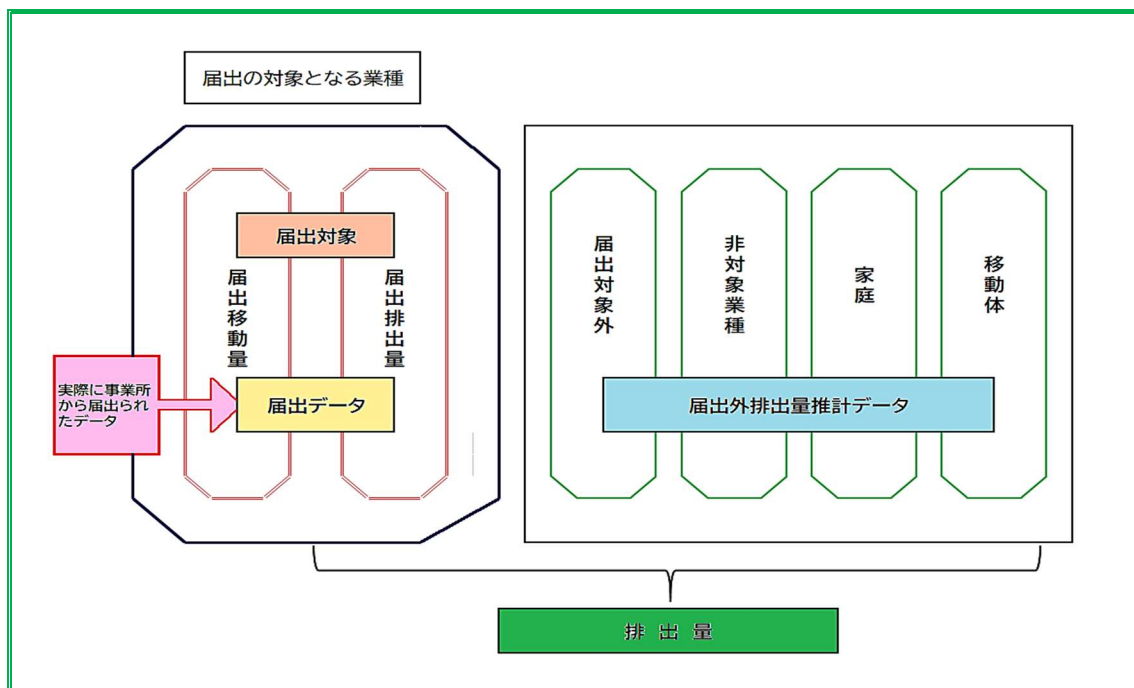 届出の対象となる業種
届出対象
届出移動量
届出排出量
実際に事業所
から届出られ
たデータ
届出データ
届出対象外
非対象業種
家庭
移動体
届出外排出量推計データ
排出量